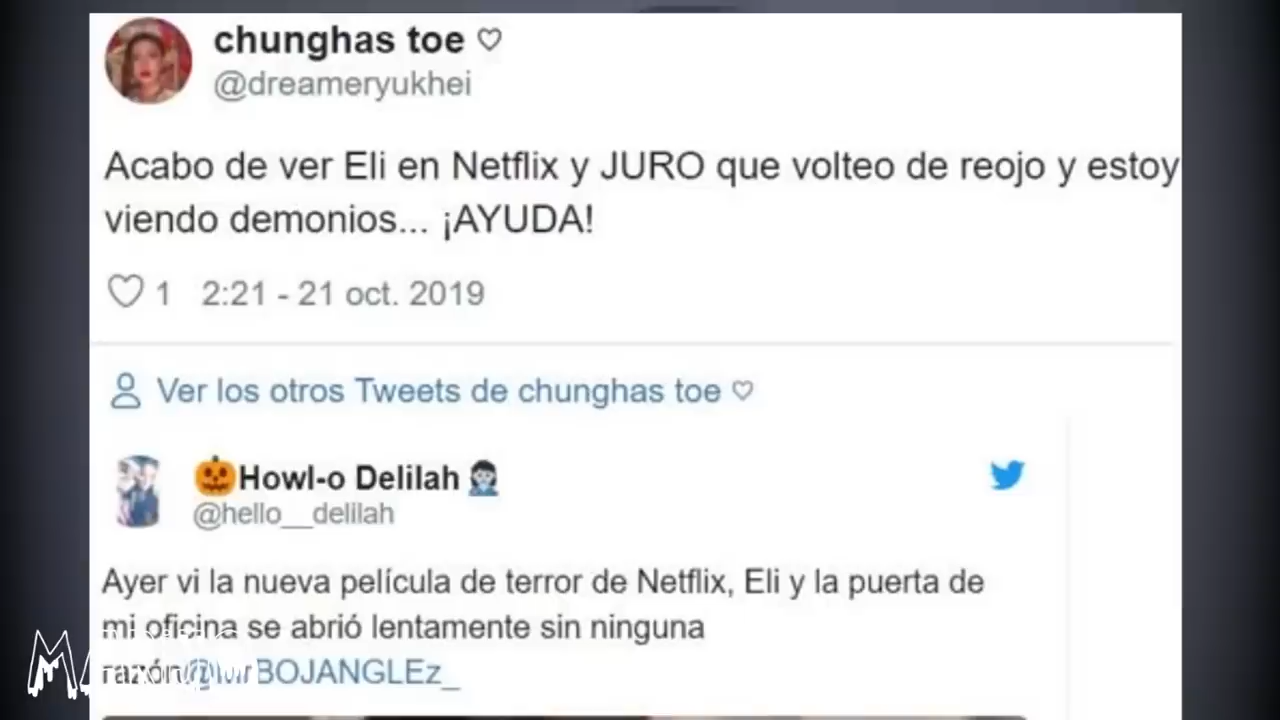 chunghas toe ♡
@dreameryukhei
Acabo de ver Eli en Netflix y JURO que volteo de reojo y estoy
viendo demonios... ¡AYUDA!
♡ 1 2:21 - 21 oct. 2019
Ver los otros Tweets de chunghas toe ♡
🎃Howl-o Delilah🧛🏻‍♀️
@hello__delilah
Ayer vi la nueva película de terror de Netflix, Eli y la puerta de
mi oficina se abrió lentamente sin ninguna
razón @MrBOJANGLEz_